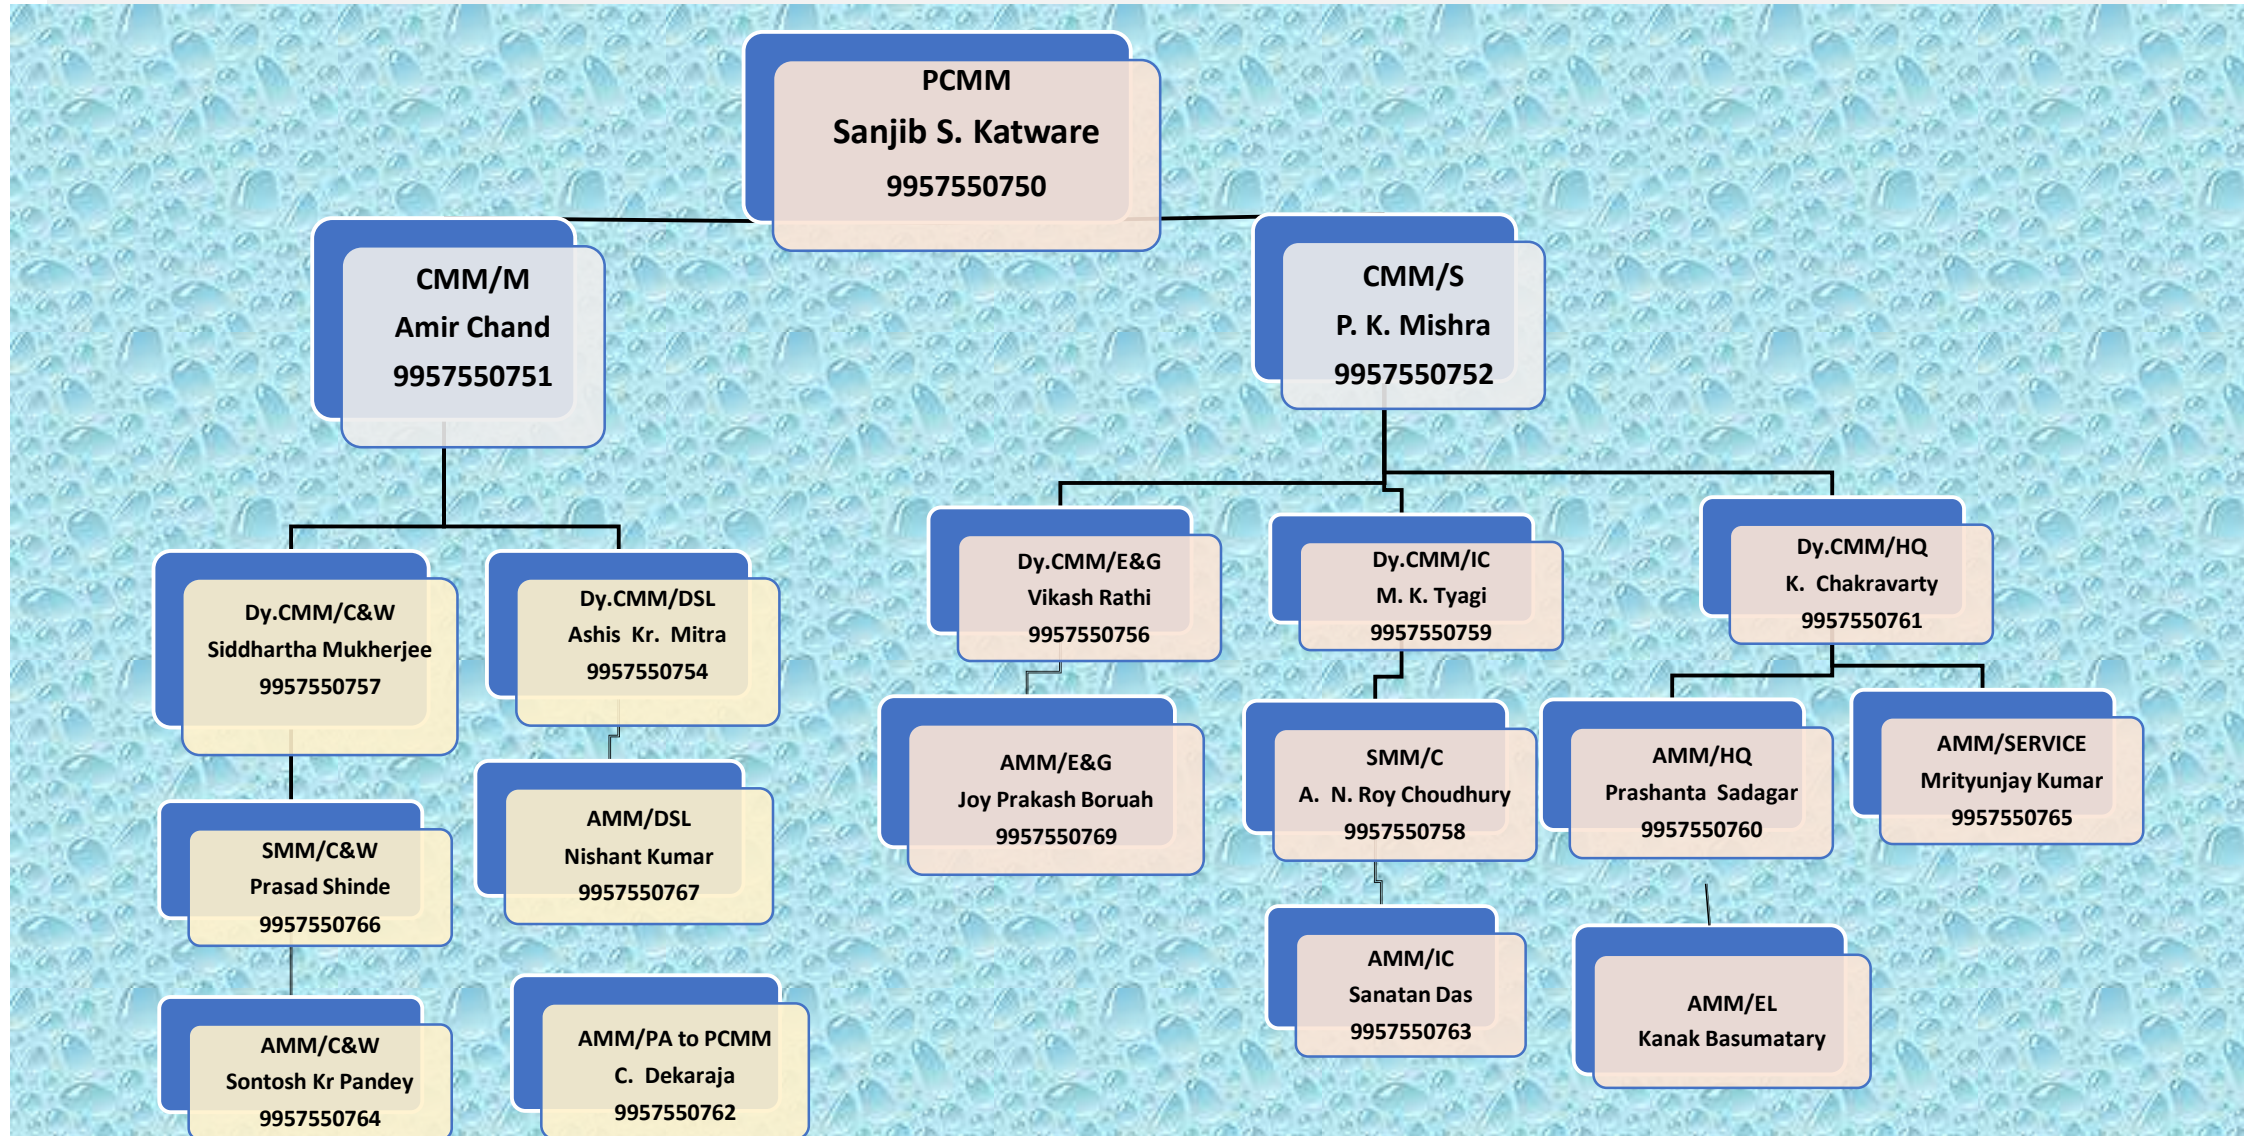 PCMM
Sanjib S. Katware
9957550750
CMM/M
Amir Chand
9957550751
CMM/S
P. K. Mishra
9957550752
Dy.CMM/C&W
Siddhartha Mukherjee
9957550757
Dy.CMM/DSL
Ashis Kr. Mitra
9957550754
Dy.CMM/E&G
Vikash Rathi
9957550756
Dy.CMM/IC
M. K. Tyagi
9957550759
Dy.CMM/HQ
K. Chakravarty
9957550761
SMM/C&W
Prasad Shinde
9957550766
AMM/DSL
Nishant Kumar
9957550767
AMM/E&G
Joy Prakash Boruah
9957550769
SMM/C
A. N. Roy Choudhury
9957550758
AMM/HQ
Prashanta Sadagar
9957550760
AMM/SERVICE
Mrityunjay Kumar
9957550765
AMM/C&W
Sontosh Kr Pandey
9957550764
AMM/PA to PCMM
C. Dekaraja
9957550762
AMM/IC
Sanatan Das
9957550763
AMM/EL
Kanak Basumatary